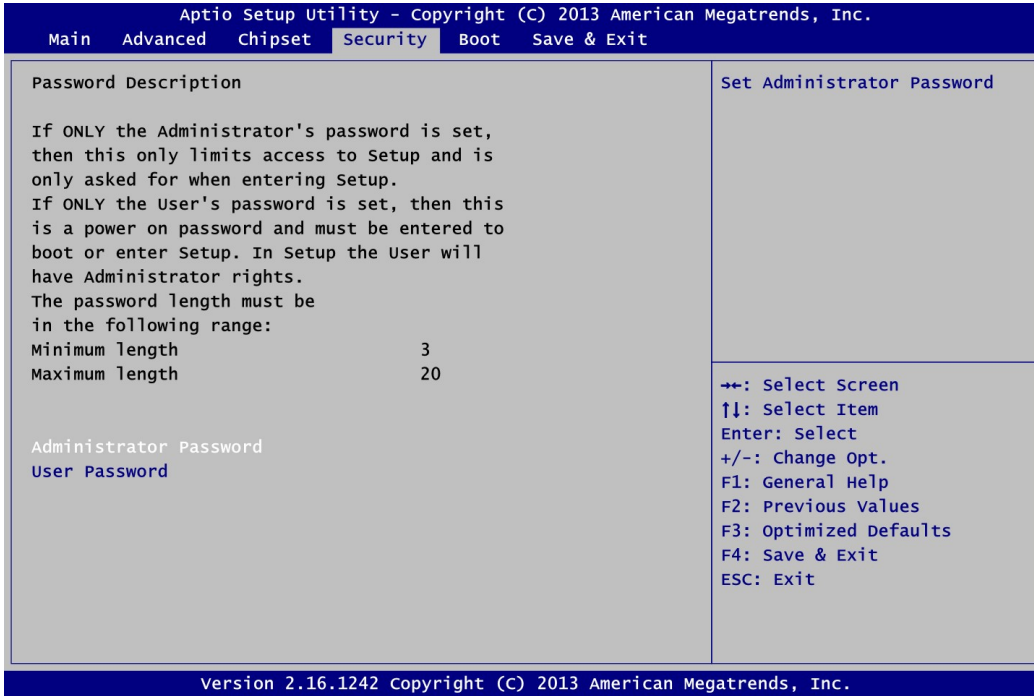 Aptio Setup Utility - Copyright (C) 2013 American Megatrends, Inc.
Main Advanced Chipset Security Boot Save & Exit
Password Description
If ONLY the Administrator's password is set,
then this only limits access to Setup and is
only asked for when entering Setup.
If ONLY the User's password is set, then this
is a power on password and must be entered to
boot or enter Setup. In Setup the User will
have Administrator rights.
The password length must be
in the following range:
Minimum length 3
Maximum length 20
Administrator Password
User Password
Set Administrator Password
→←: Select Screen
↑↓: Select Item
Enter: Select
+/-: Change Opt.
F1: General Help
F2: Previous Values
F3: Optimized Defaults
F4: Save & Exit
ESC: Exit
Version 2.16.1242 Copyright (C) 2013 American Megatrends, Inc.